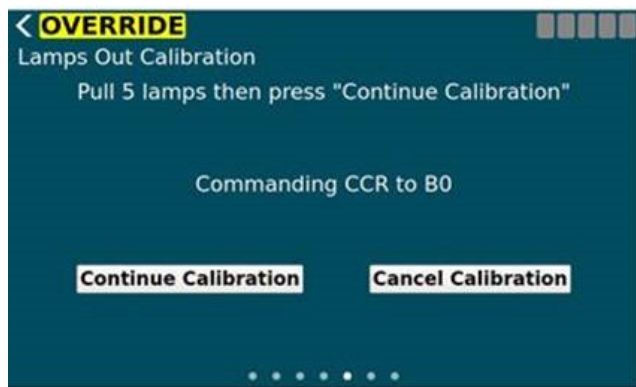 OVERRIDE
Lamps Out Calibration
Pull 5 lamps then press "Continue Calibration"
Commanding CCR to B0
Continue Calibration Cancel Calibration